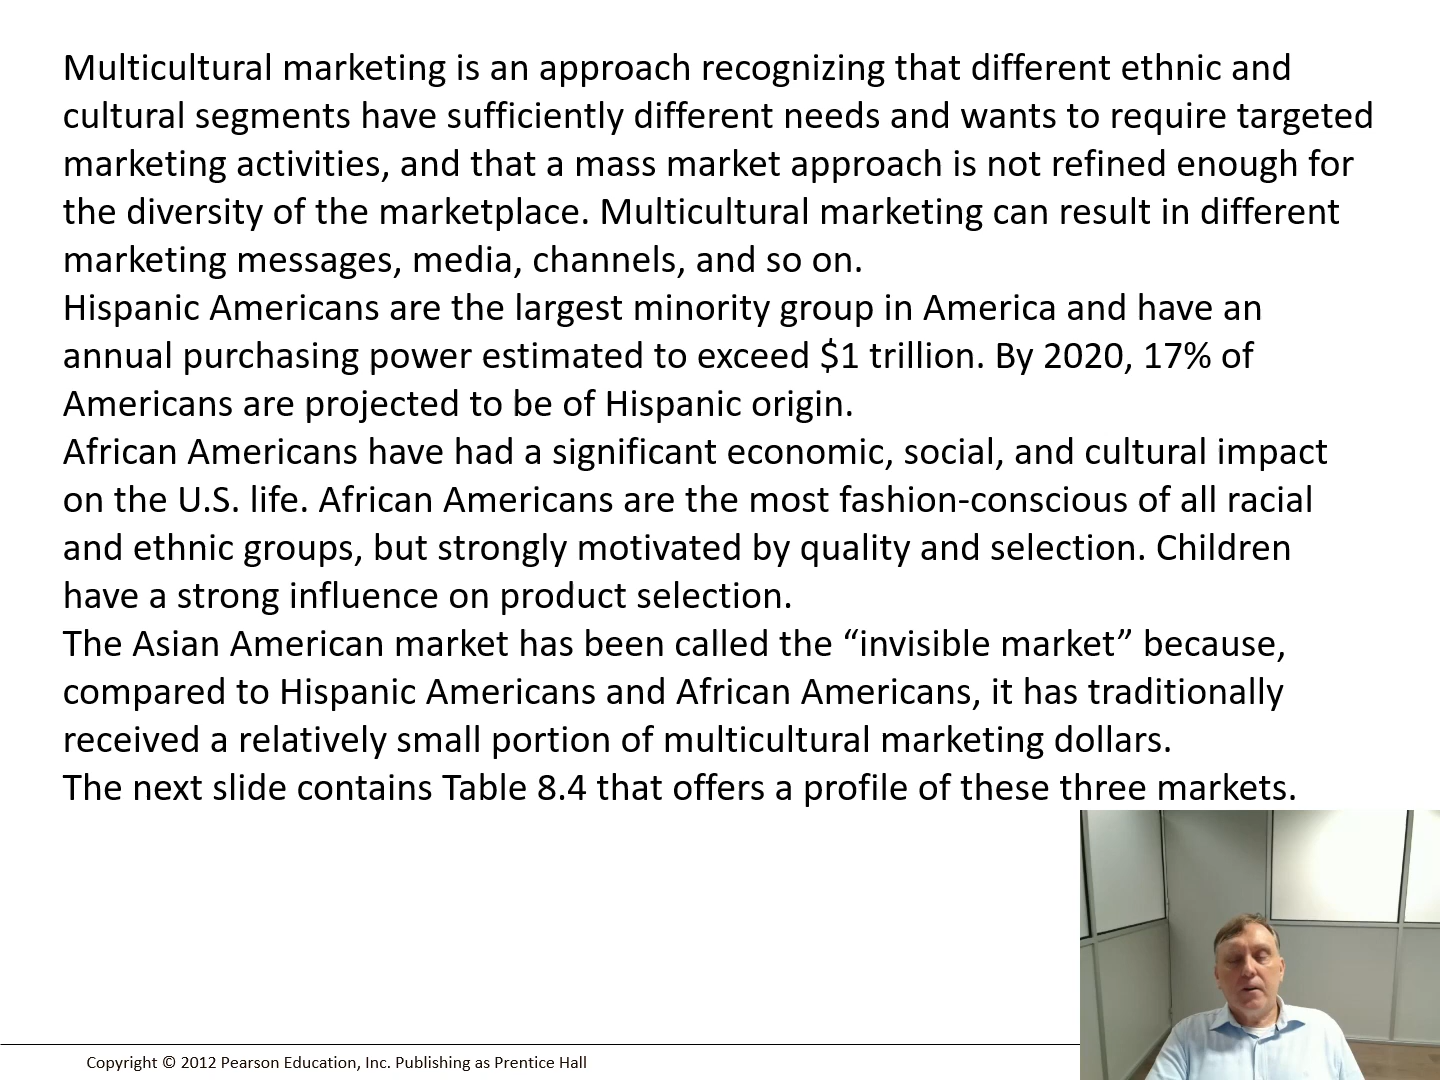 Multicultural marketing is an approach recognizing that different ethnic and
cultural segments have sufficiently different needs and wants to require targeted
marketing activities, and that a mass market approach is not refined enough for
the diversity of the marketplace. Multicultural marketing can result in different
marketing messages, media, channels, and so on.
Hispanic Americans are the largest minority group in America and have an
annual purchasing power estimated to exceed $1 trillion. By 2020, 17% of
Americans are projected to be of Hispanic origin.
African Americans have had a significant economic, social, and cultural impact
on the U.S. life. African Americans are the most fashion-conscious of all racial
and ethnic groups, but strongly motivated by quality and selection. Children
have a strong influence on product selection.
The Asian American market has been called the “invisible market” because,
compared to Hispanic Americans and African Americans, it has traditionally
received a relatively small portion of multicultural marketing dollars.
The next slide contains Table 8.4 that offers a profile of these three markets.
Copyright © 2012 Pearson Education, Inc. Publishing as Prentice Hall